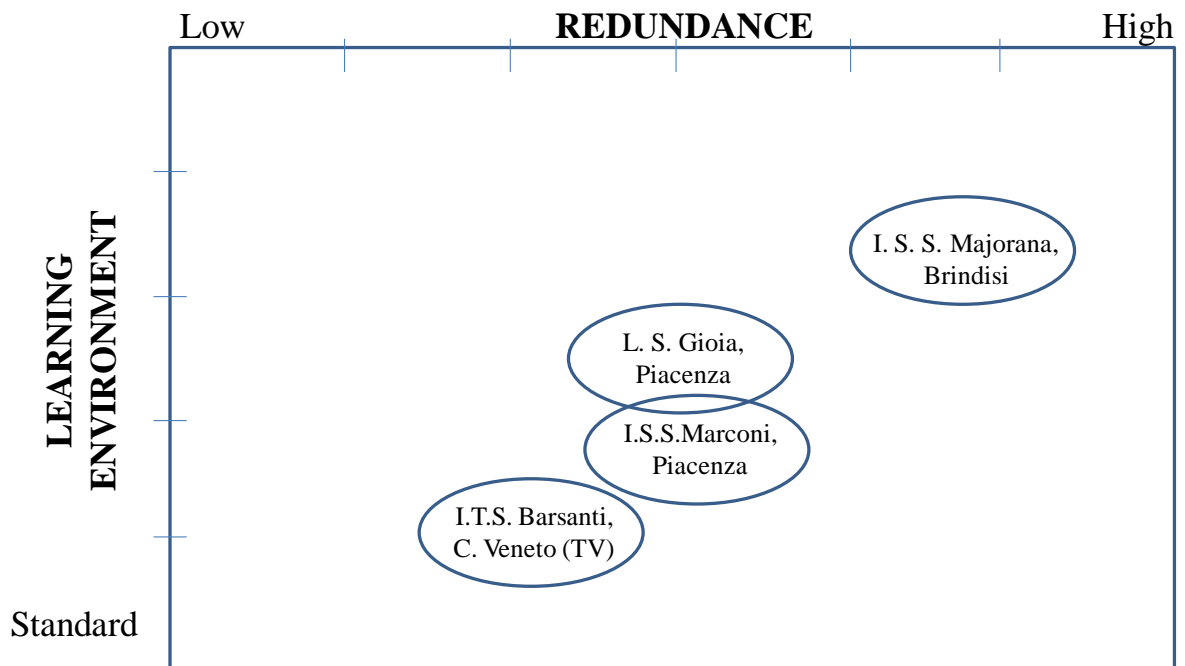 Low REDUNDANCE High
I. S. S. Majorana,
Brindisi
L. S. Gioia,
Piacenza
LEARNING
ENVIRONMENT
I.S.S.Marconi,
Piacenza
I.T.S. Barsanti,
C. Veneto (TV)
Standard